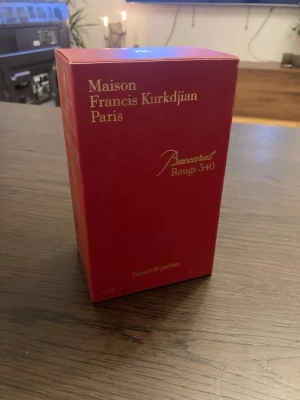 Maison
Francis Kurkdjian
Paris
Baccarat
Rouge 540
Extrait de parfum